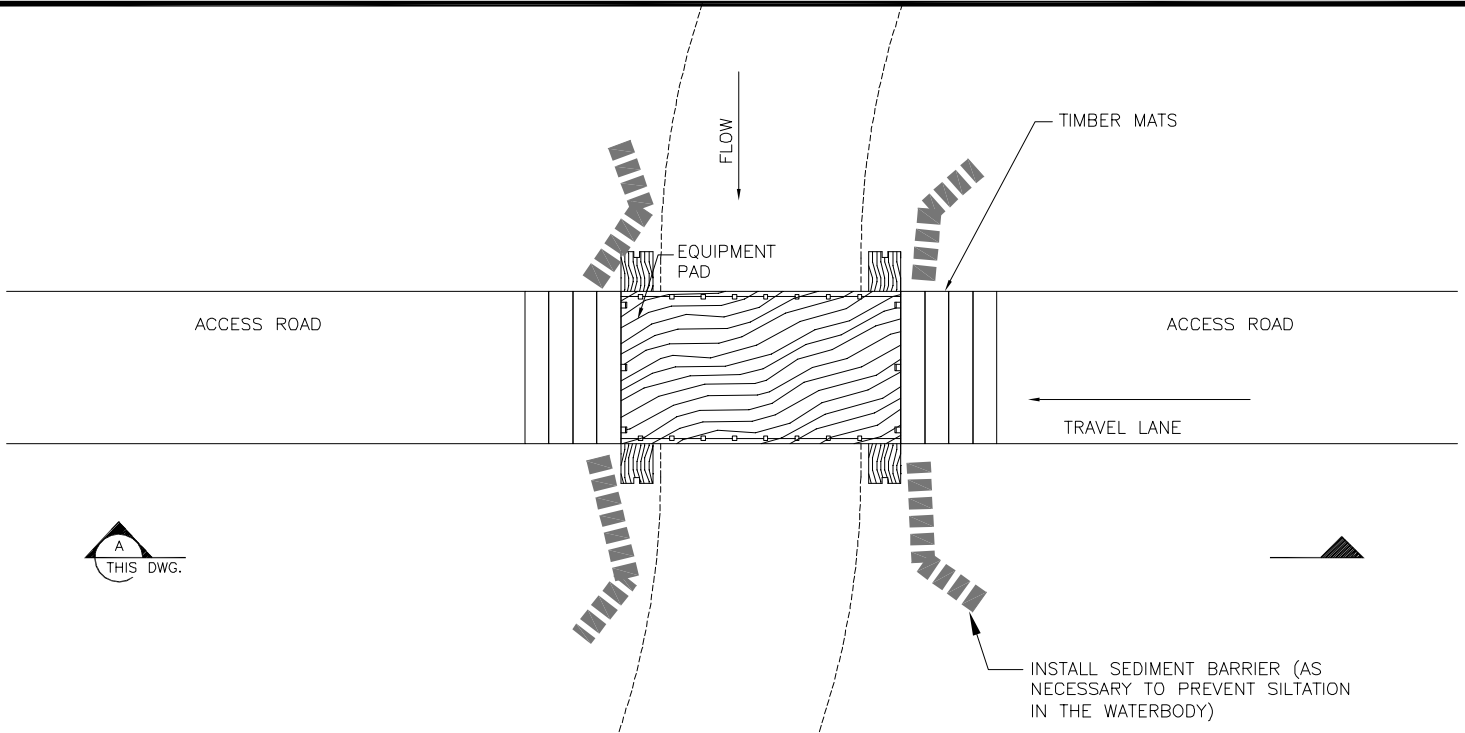 TIMBER MATS
FLOW
EQUIPMENT
PAD
ACCESS ROAD
ACCESS ROAD
TRAVEL LANE
A
THIS DWG.
INSTALL SEDIMENT BARRIER (AS
NECESSARY TO PREVENT SILTATION
IN THE WATERBODY)